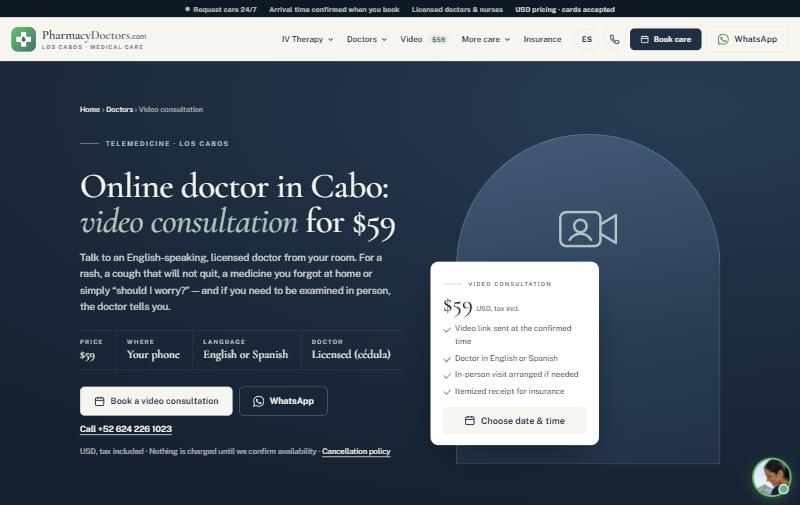 Request care 24/7 Arrival time confirmed when you book Licensed doctors & nurses USD pricing · cards accepted
PharmacyDoctors.com
LOS CABOS · MEDICAL CARE
IV Therapy Doctors Video $59 More care Insurance ES Book care WhatsApp
Home › Doctors › Video consultation
TELEMEDICINE · LOS CABOS
Online doctor in Cabo:
video consultation for $59
Talk to an English-speaking, licensed doctor from your room. For a
rash, a cough that will not quit, a medicine you forgot at home or
simply “should I worry?” — and if you need to be examined in person,
the doctor tells you.
PRICE WHERE LANGUAGE DOCTOR
$59 Your phone English or Spanish Licensed (cédula)
Book a video consultation WhatsApp
Call +52 624 226 1023
USD, tax included · Nothing is charged until we confirm availability · Cancellation policy
VIDEO CONSULTATION
$59 USD, tax incl.
Video link sent at the confirmed
time
Doctor in English or Spanish
In-person visit arranged if needed
Itemized receipt for insurance
Choose date & time